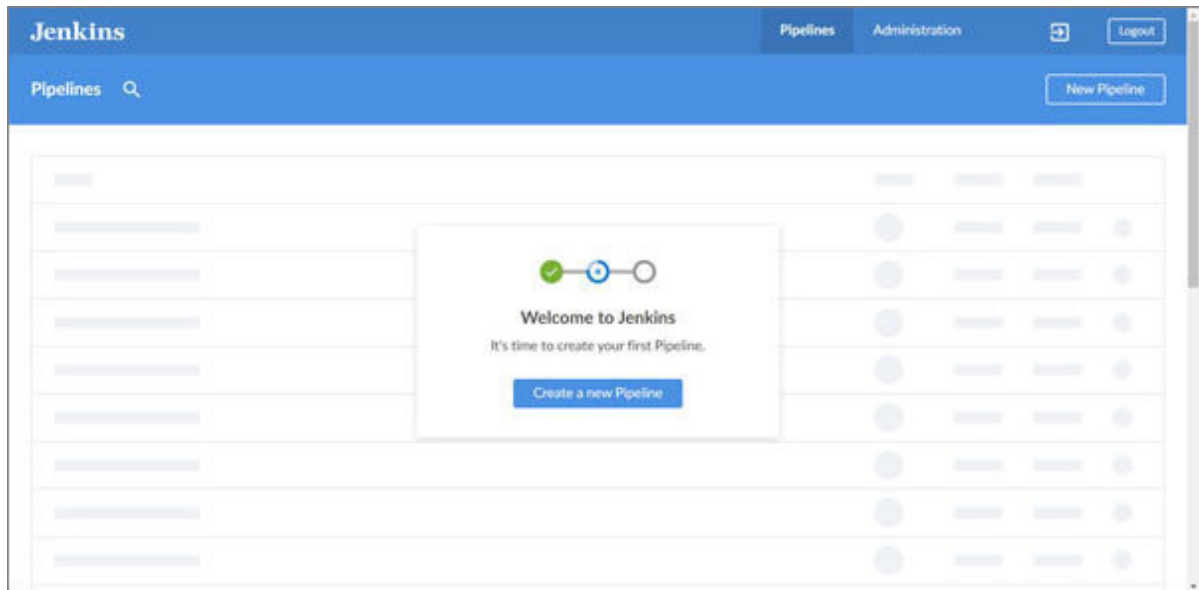 Jenkins
Pipelines
Administration
Logout
Pipelines
New Pipeline
Welcome to Jenkins
It's time to create your first Pipeline.
Create a new Pipeline